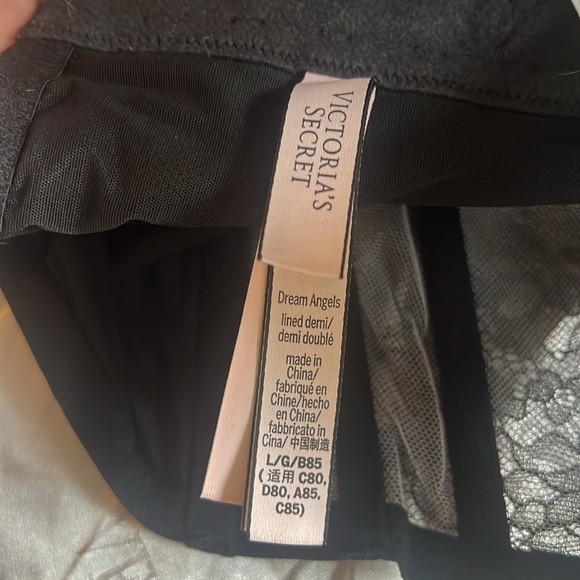 VICTORIA'S
SECRET
Dream Angels
lined demi/
demi doublé
made in
China/
fabriqué en
Chine/hecho
en China/
fabbricato in
Cina/ 中国制造
L/G/B85
(适用 C80,
D80, A85,
C85)